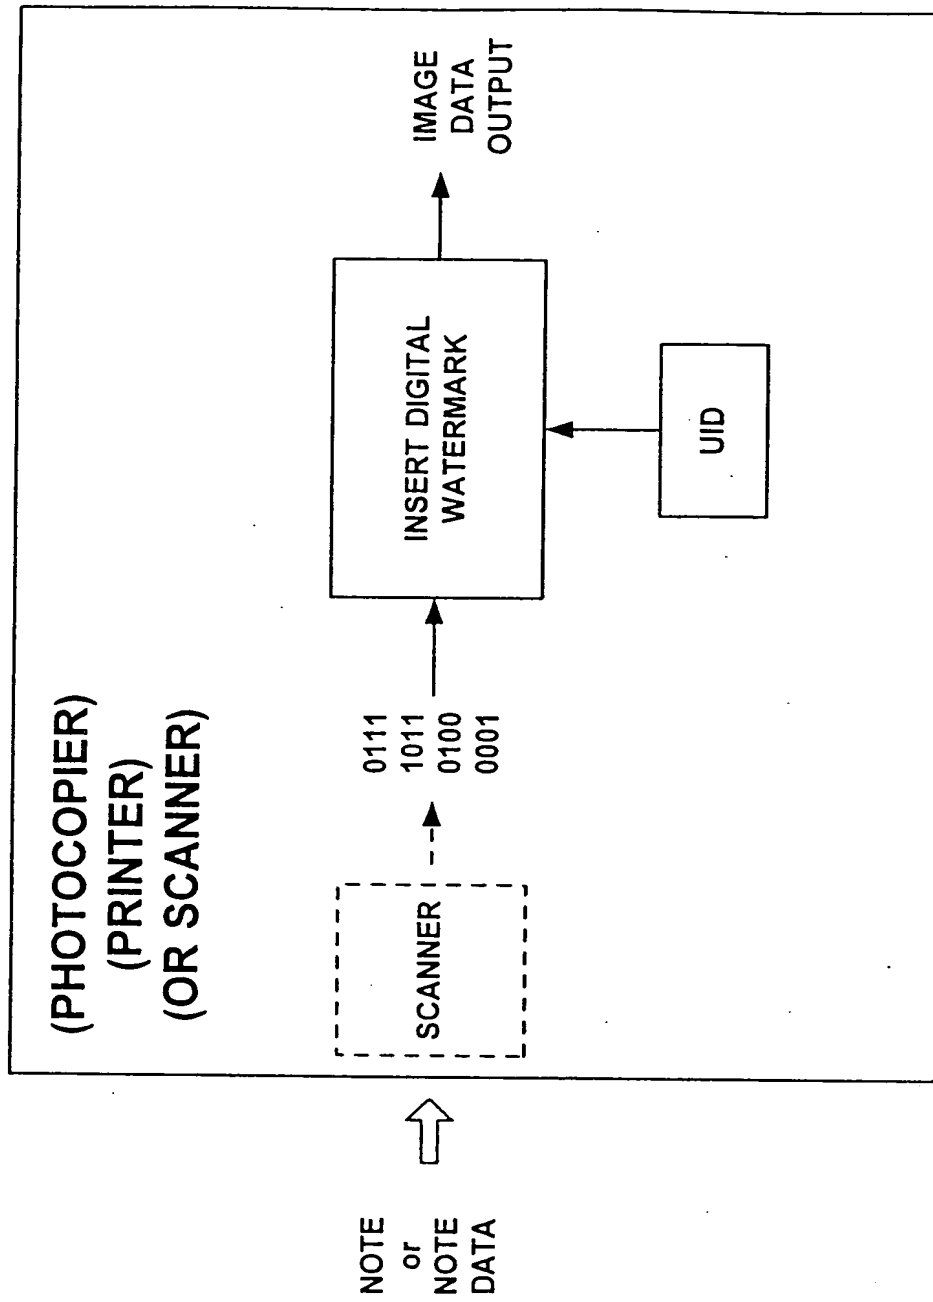 (PHOTOCOPIER)
(PRINTER)
(OR SCANNER)
NOTE
or
NOTE
DATA
SCANNER
0111
1011
0100
0001
INSERT DIGITAL
WATERMARK
UID
IMAGE
DATA
OUTPUT